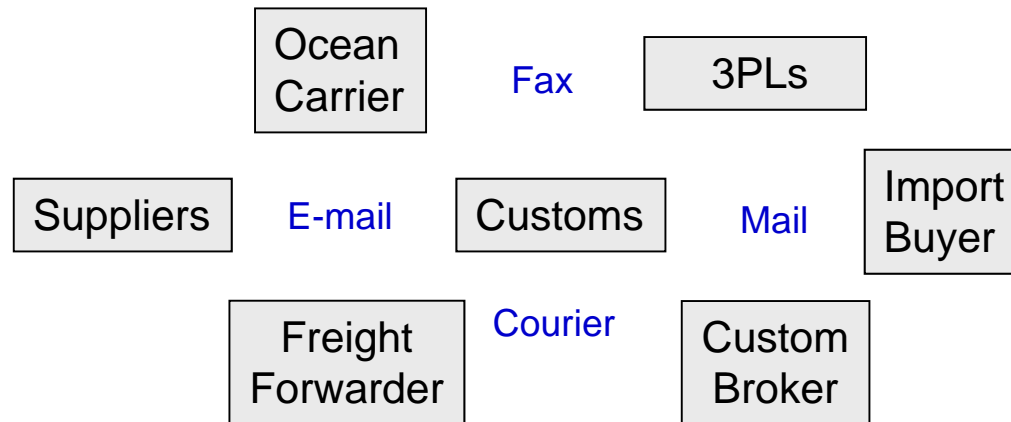 Ocean
Carrier
Fax
3PLs
Suppliers
E-mail
Customs
Mail
Import
Buyer
Freight
Forwarder
Courier
Custom
Broker